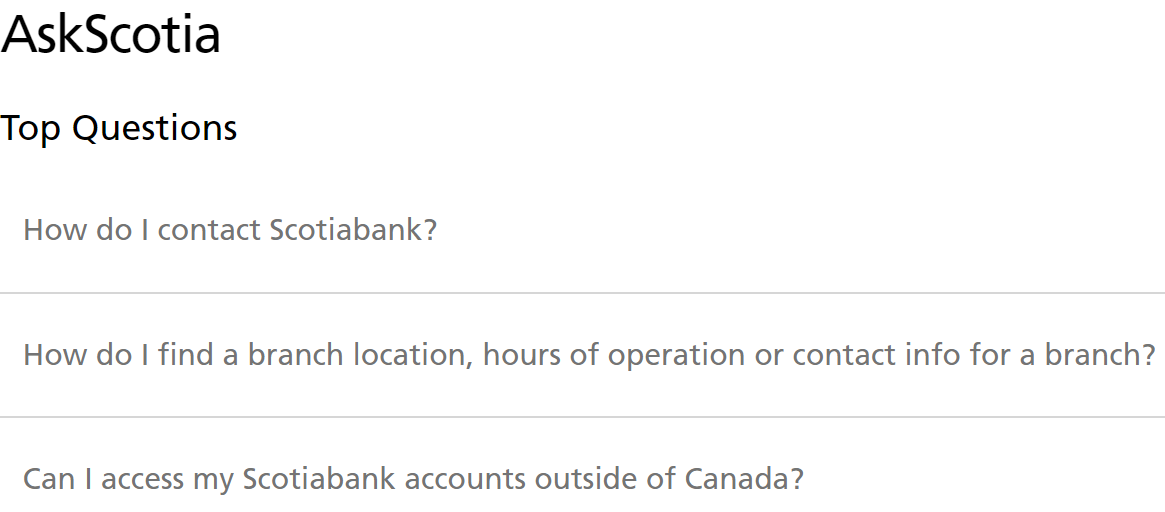 AskScotia
Top Questions
How do I contact Scotiabank?
How do I find a branch location, hours of operation or contact info for a branch?
Can I access my Scotiabank accounts outside of Canada?